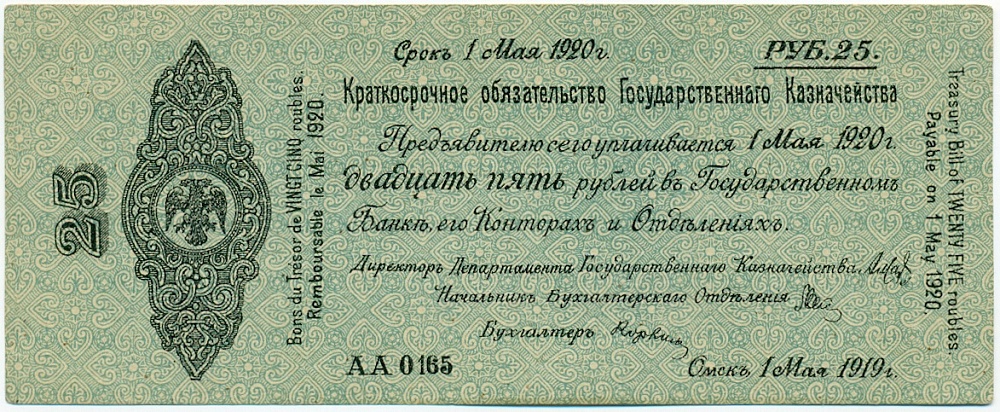 25
Bons du Trésor de VINGT CINQ roubles.
Remboursable le 1 Mai 1920.
Срокъ 1 Мая 1920 г.
РУБ. 25.
Краткосрочное обязательство Государственнаго Казначейства
Предъявителю сего уплачивается 1 Мая 1920 г.
двадцать пять рублей въ Государственномъ
Банкѣ, его Конторахъ и Отдѣленіяхъ.
Директоръ Департамента Государственнаго Казначейства
Начальникъ Бухгалтерскаго Отдѣленія
Бухгалтеръ
АА 0165
Омскъ, 1 Мая 1919 г.
Treasury Bill of TWENTY FIVE roubles.
Payable on 1 May 1920.